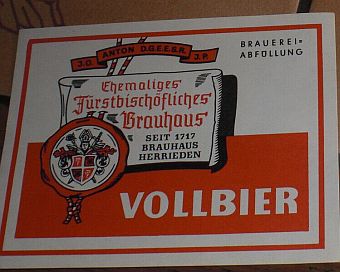 J.O. ANTON D.G.E.E.S.R. J.P.
BRAUEREI=
ABFÜLLUNG
Ehemaliges
Fürstbischöfliches
Brauhaus
SEIT 1717
BRAUHAUS
HERRIEDEN
VOLLBIER